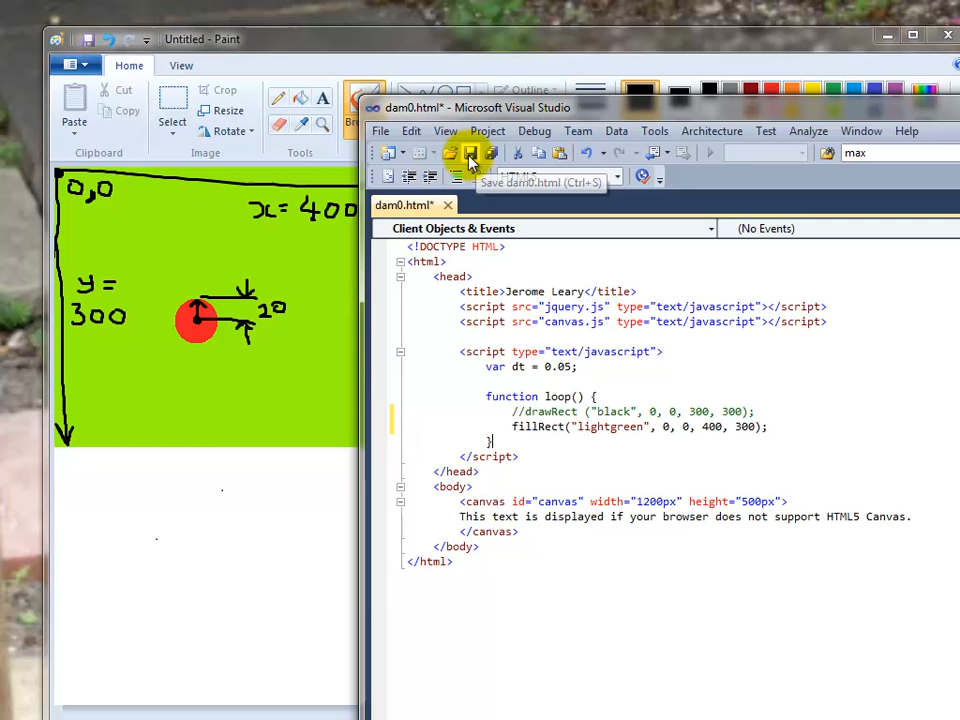 Untitled - Paint
Home View
Cut
Copy
Paste
Clipboard
Select
Crop
Resize
Rotate
Image
Tools
Outline
dam0.html* - Microsoft Visual Studio
File Edit View Project Debug Team Data Tools Architecture Test Analyze Window Help
max
Save dam0.html (Ctrl+S)
dam0.html*
Client Objects & Events (No Events)
<!DOCTYPE HTML>
<html>
<head>
<title>Jerome Leary</title>
<script src="jquery.js" type="text/javascript"></script>
<script src="canvas.js" type="text/javascript"></script>
<script type="text/javascript">
var dt = 0.05;
function loop() {
//drawRect ("black", 0, 0, 300, 300);
fillRect("lightgreen", 0, 0, 400, 300);
}
</script>
</head>
<body>
<canvas id="canvas" width="1200px" height="500px">
This text is displayed if your browser does not support HTML5 Canvas.
</canvas>
</body>
</html>
0,0
x= 400
y=
300
20